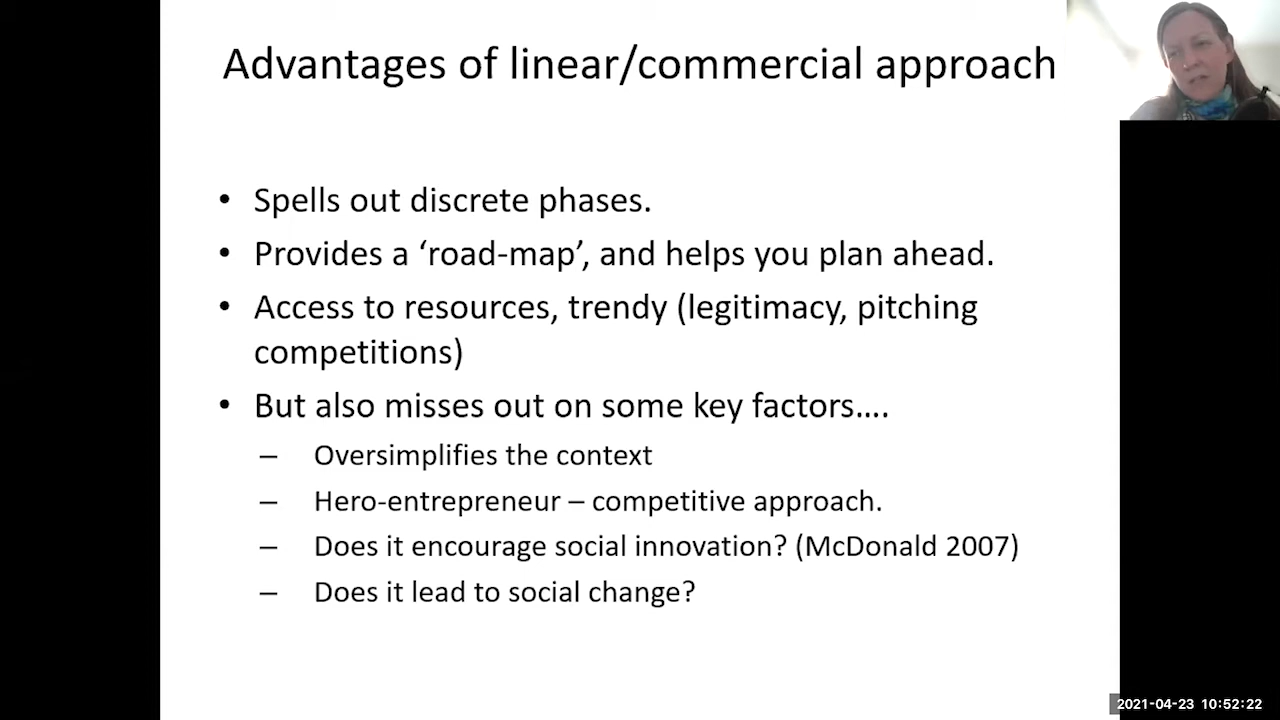 Advantages of linear/commercial approach
• Spells out discrete phases.
• Provides a ‘road-map’, and helps you plan ahead.
• Access to resources, trendy (legitimacy, pitching
competitions)
• But also misses out on some key factors….
– Oversimplifies the context
– Hero-entrepreneur – competitive approach.
– Does it encourage social innovation? (McDonald 2007)
– Does it lead to social change?
2021-04-23 10:52:22